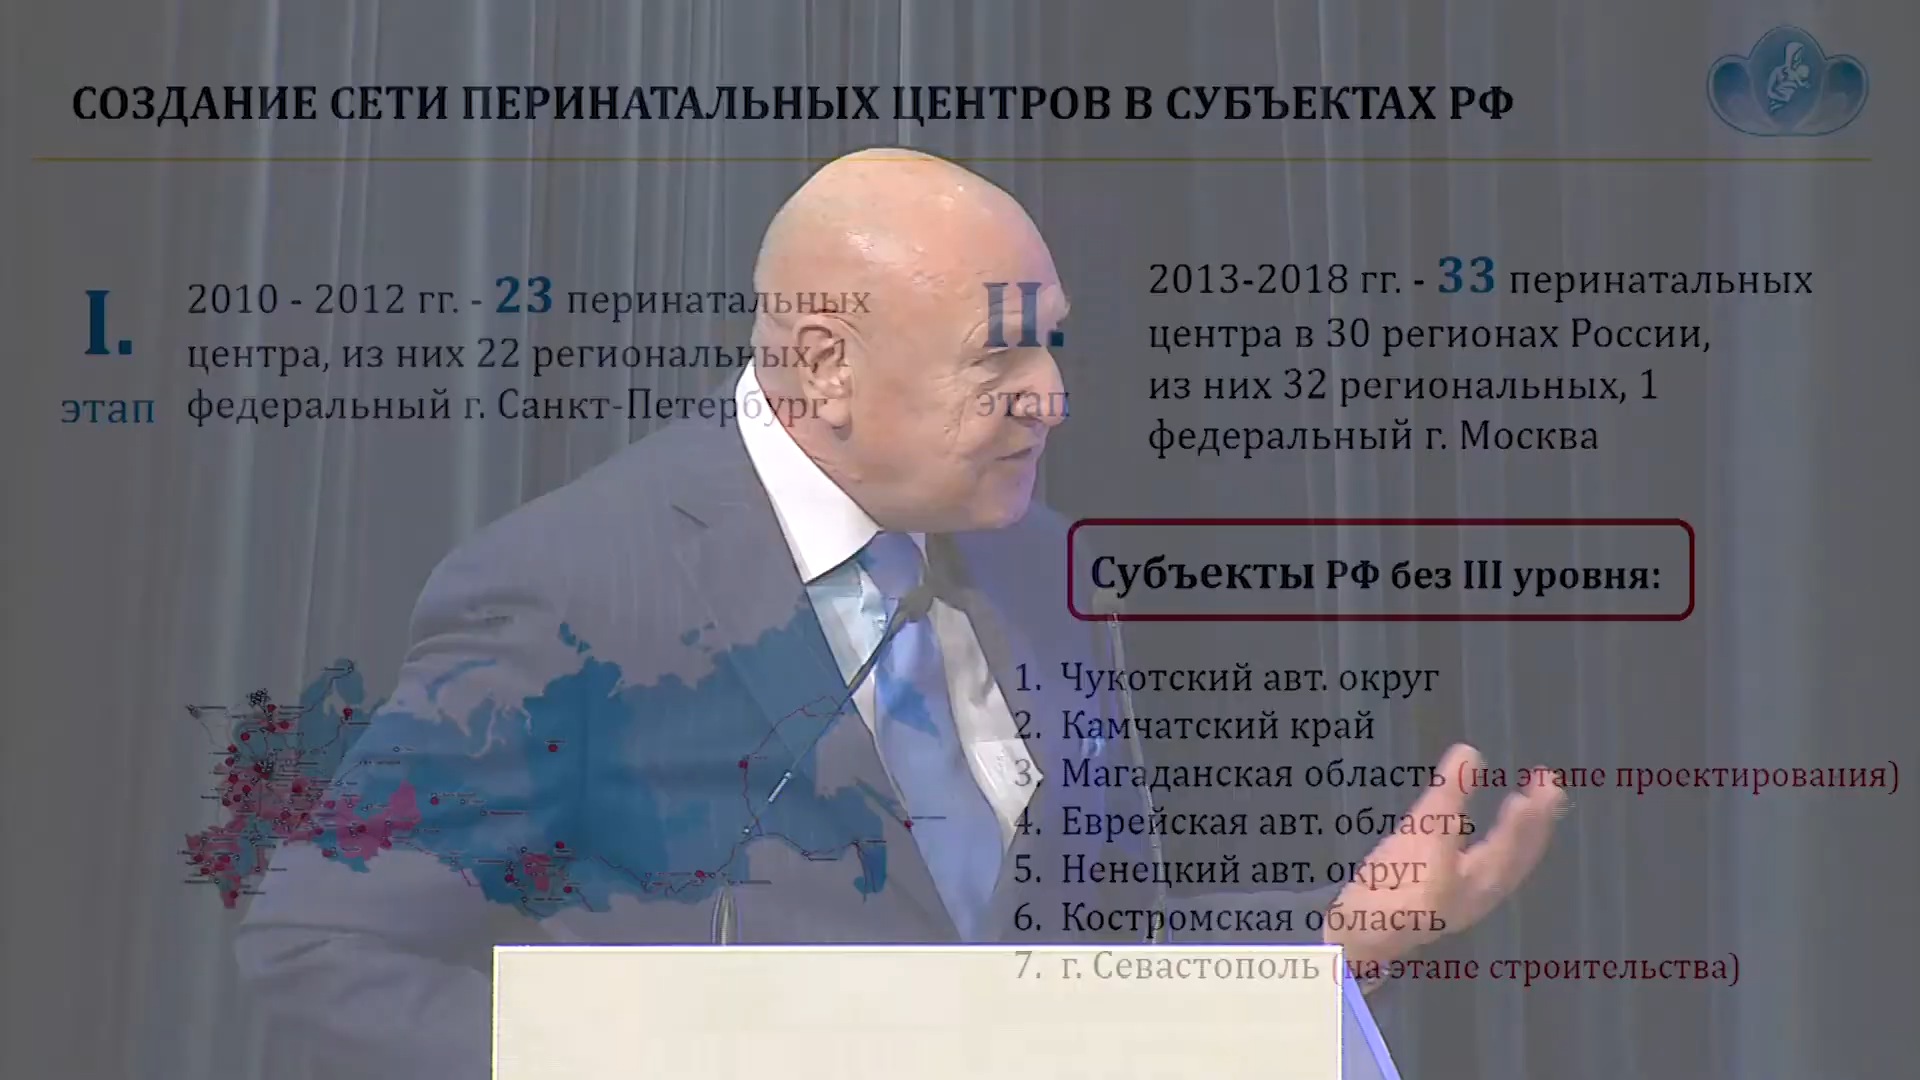 СОЗДАНИЕ СЕТИ ПЕРИНАТАЛЬНЫХ ЦЕНТРОВ В СУБЪЕКТАХ РФ
I.
этап
2010 - 2012 гг. - 23 перинатальных
центра, из них 22 региональных, 1
федеральный г. Санкт-Петербург
II.
этап
2013-2018 гг. - 33 перинатальных
центра в 30 регионах России,
из них 32 региональных, 1
федеральный г. Москва
Субъекты РФ без III уровня:
1. Чукотский авт. округ
2. Камчатский край
3. Магаданская область (на этапе проектирования)
4. Еврейская авт. область
5. Ненецкий авт. округ
6. Костромская область
7. г. Севастополь (на этапе строительства)